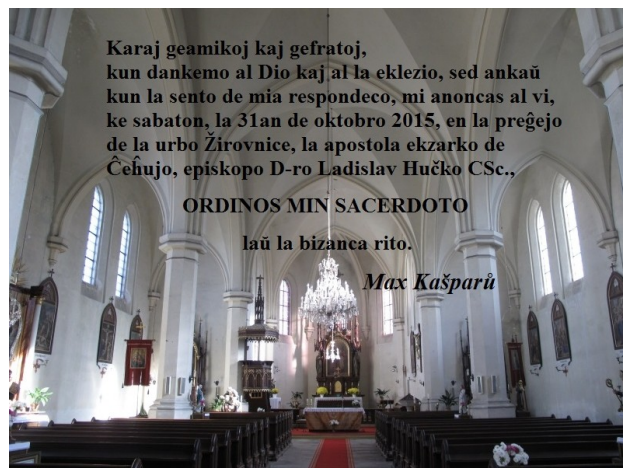 Karaj geamikoj kaj gefratoj,
kun dankemo al Dio kaj al la eklezio, sed ankaŭ
kun la sento de mia respondeco, mi anoncas al vi,
ke sabaton, la 31an de oktobro 2015, en la preĝejo
de la urbo Žirovnice, la apostola ekzarko de
Ĉeĥujo, episkopo D-ro Ladislav Hučko CSc.,
ORDINOS MIN SACERDOTO
laŭ la bizanca rito.
Max Kašparů